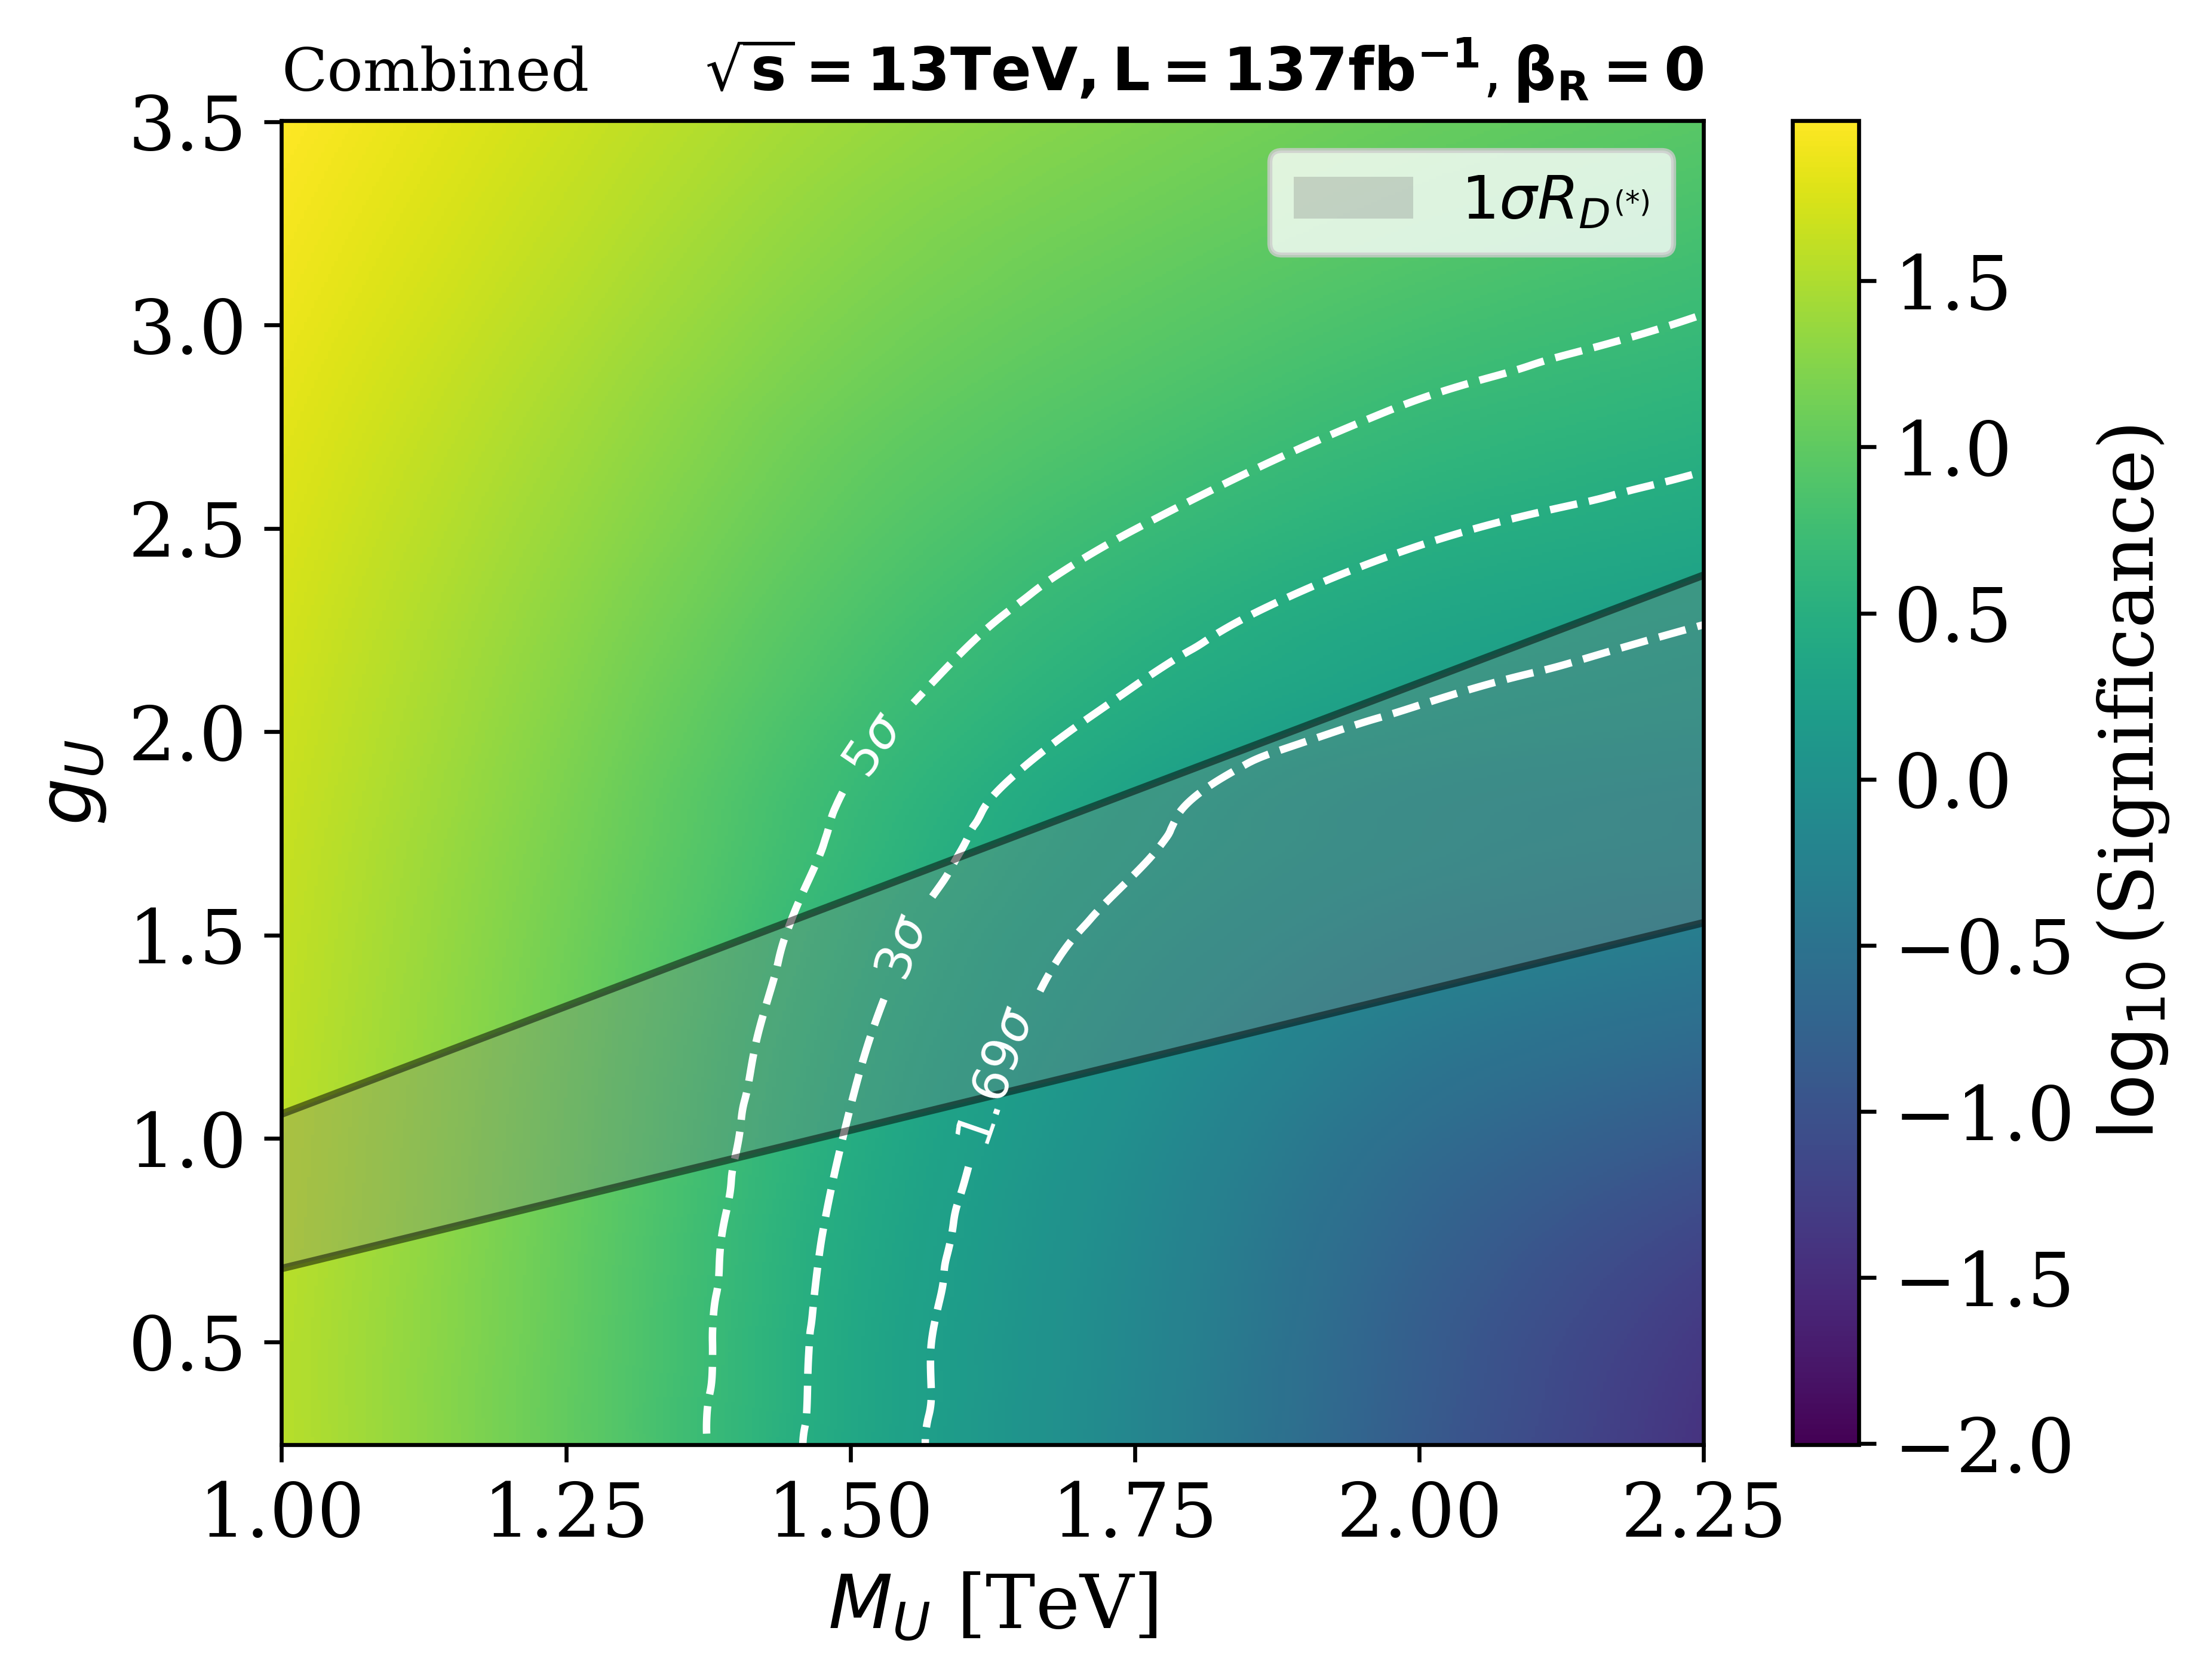 Combined √s = 13TeV, L = 137fb⁻¹, β_R = 0
3.5
3.0
2.5
2.0
1.5
1.0
0.5
g_U
1σR_D⁽*⁾
5σ
3σ
1.69σ
1.00 1.25 1.50 1.75 2.00 2.25
M_U [TeV]
1.5
1.0
0.5
0.0
−0.5
−1.0
−1.5
−2.0
log₁₀ (Significance)